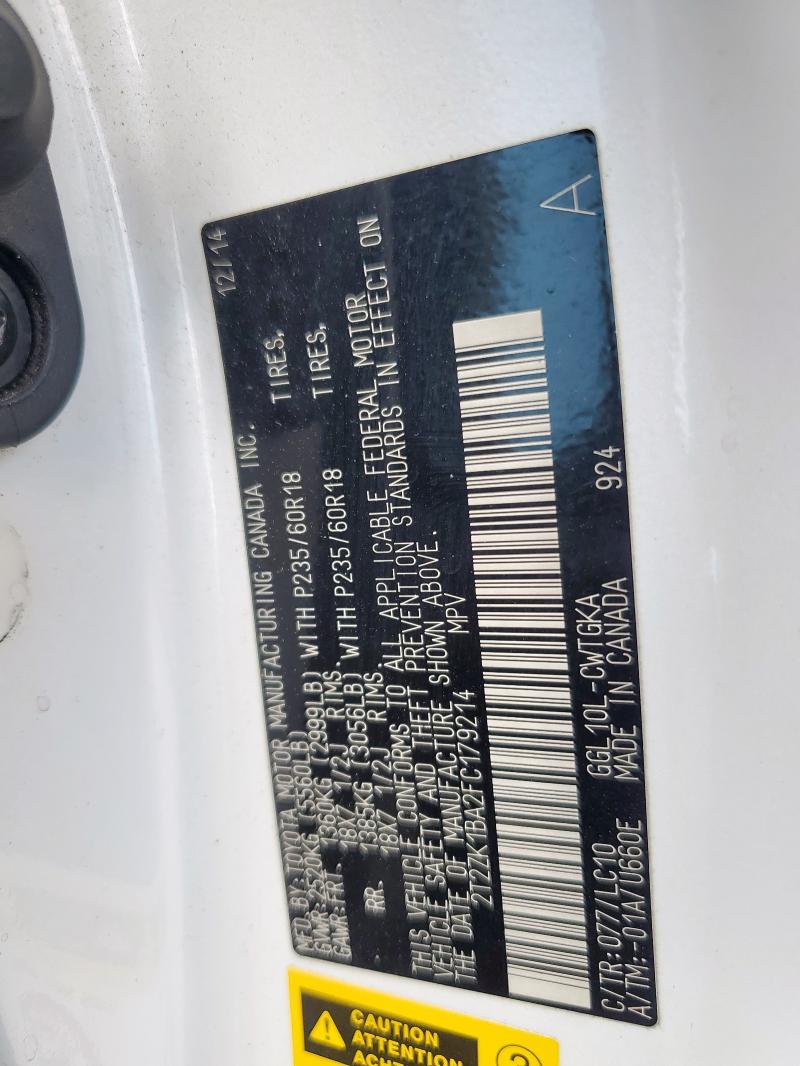 MFD BY:TOYOTA MOTOR MANUFACTURING CANADA INC. 12/14
GVWR:2520KG (5560LB)
GAWR:FRT. 1360KG (2999LB) WITH P235/60R18 TIRES,
18X7 1/2J RIMS.
RR. 1385KG (3056LB) WITH P235/60R18 TIRES,
18X7 1/2J RIMS.
THIS VEHICLE CONFORMS TO ALL APPLICABLE FEDERAL MOTOR
VEHICLE SAFETY AND THEFT PREVENTION STANDARDS IN EFFECT ON
THE DATE OF MANUFACTURE SHOWN ABOVE.
2T2ZK1BA2FC179214 MPV
C/TR:077/LC10 GGL10L-CWTGKA 924
A/TM:-01A/U660E MADE IN CANADA
A
CAUTION
ATTENTION